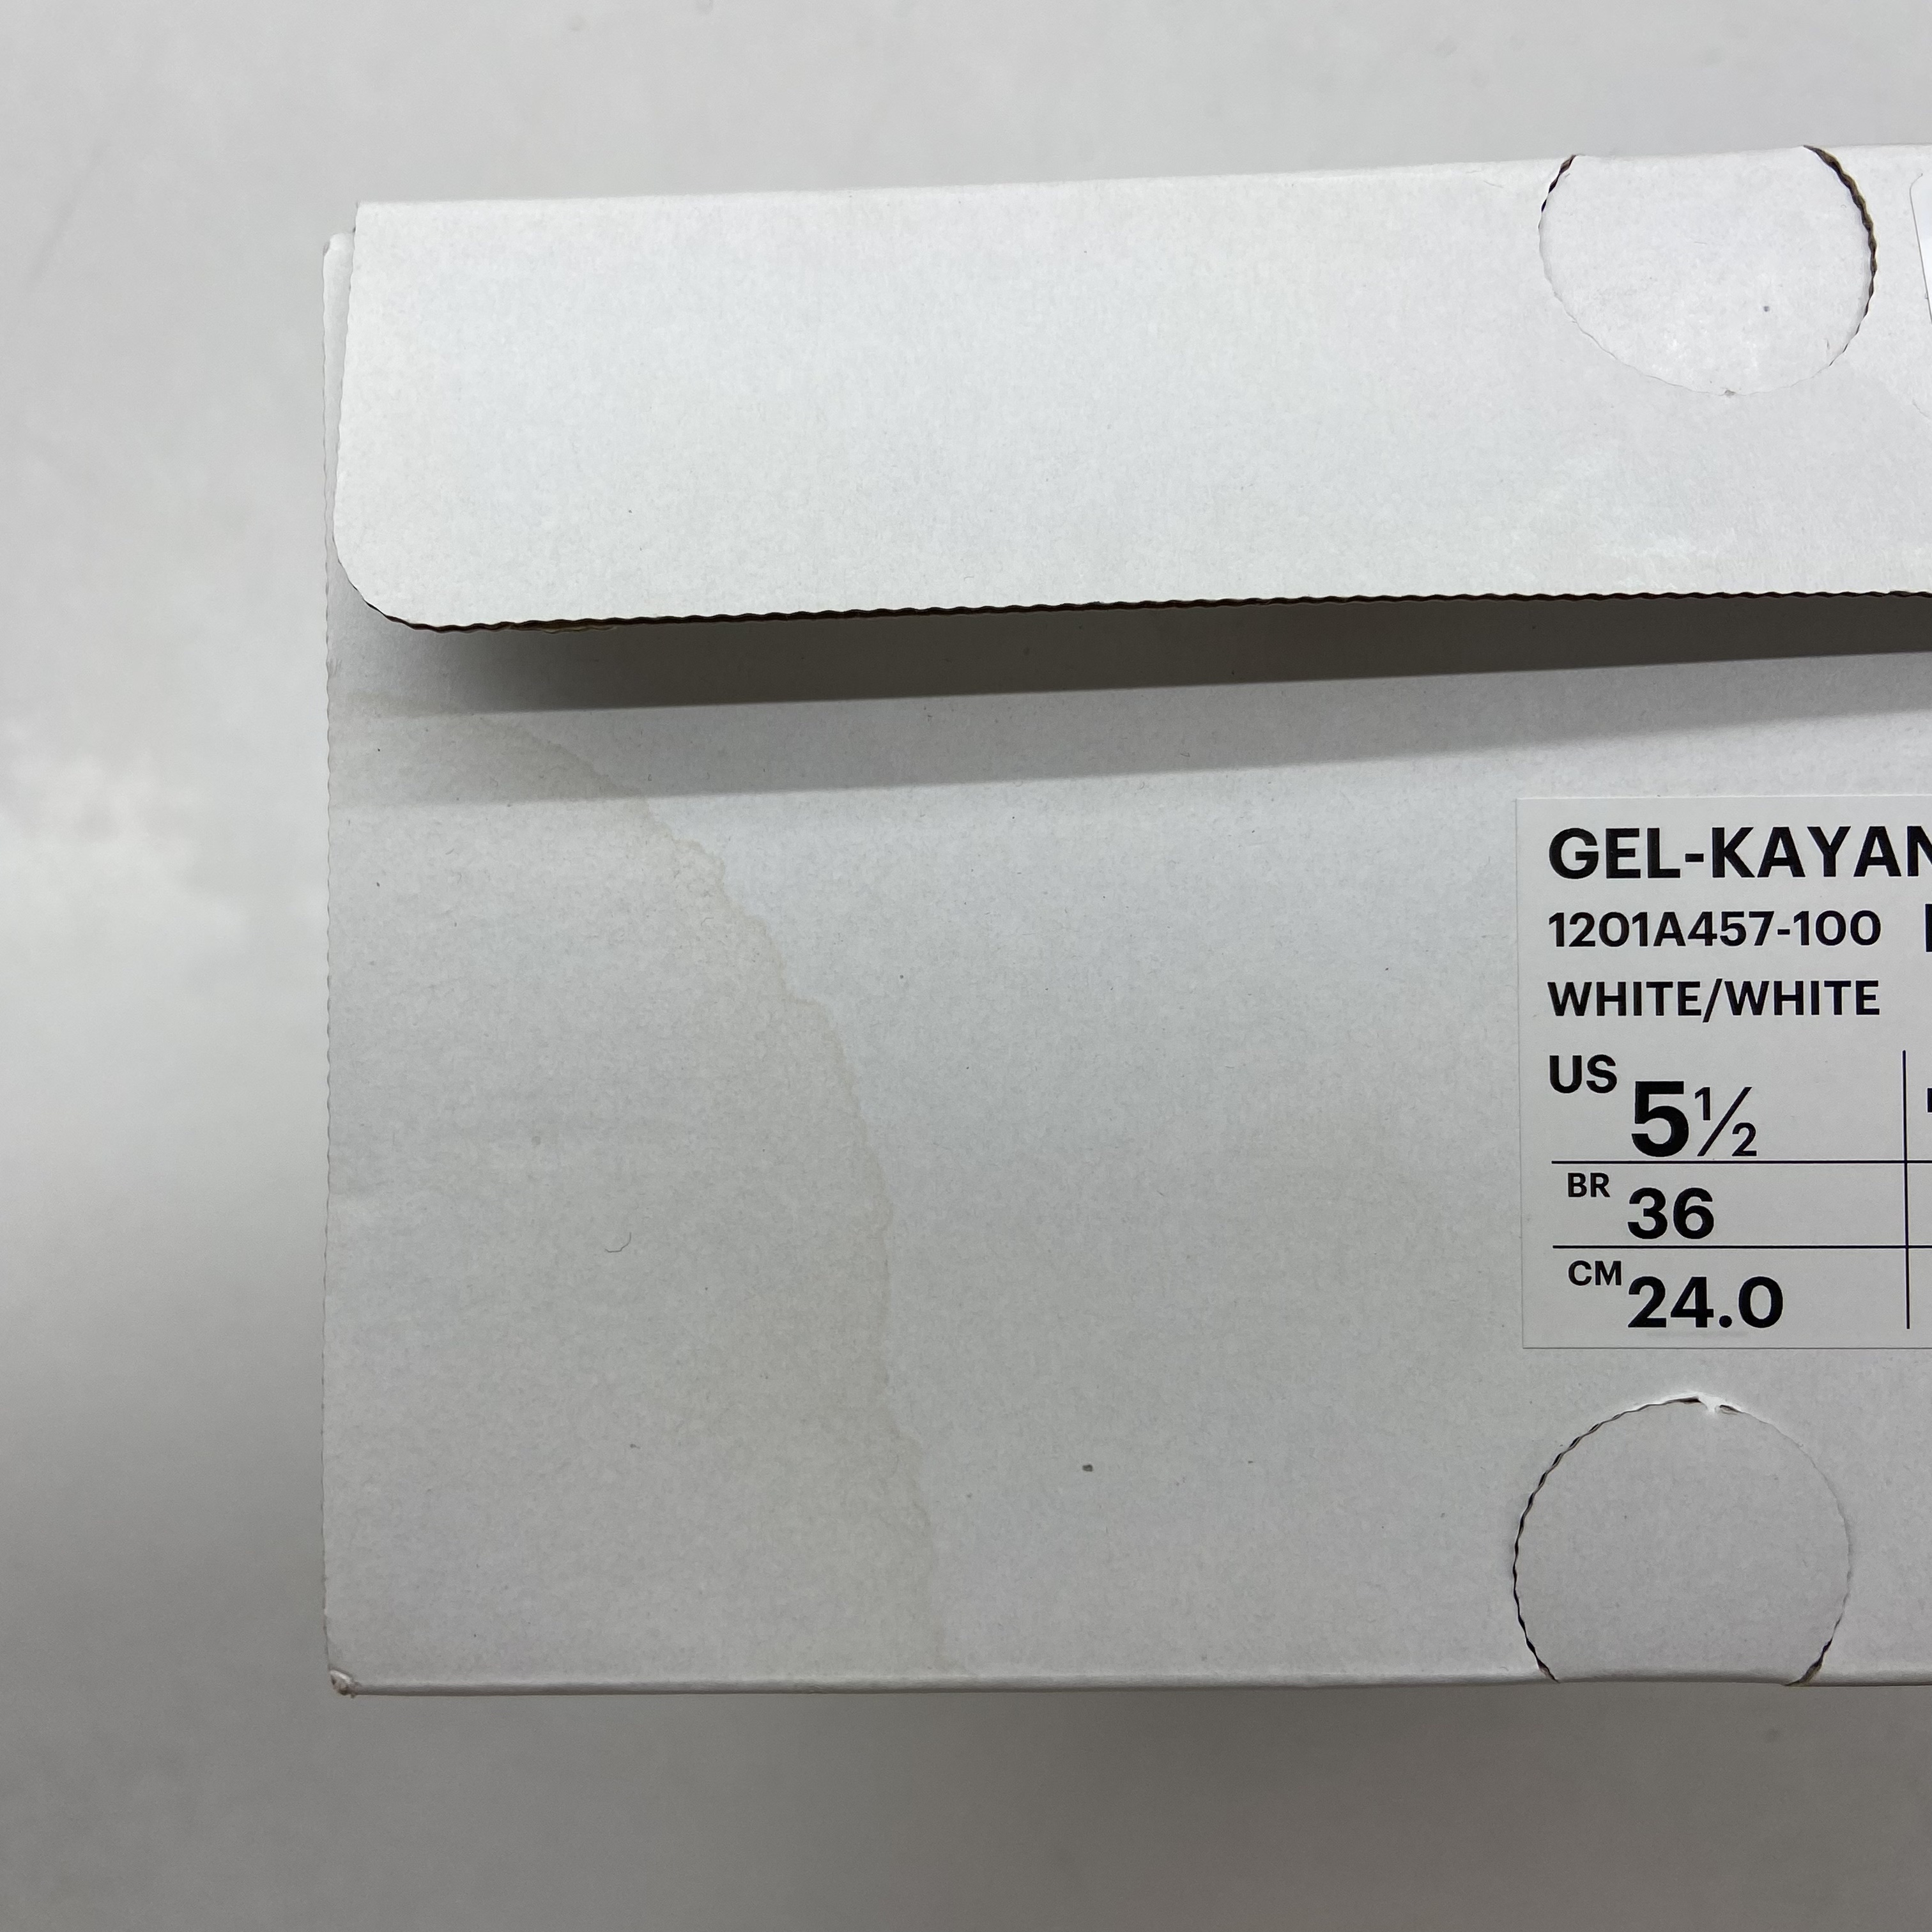 GEL-KAYAN
1201A457-100
WHITE/WHITE
US 5½
BR 36
CM 24.0